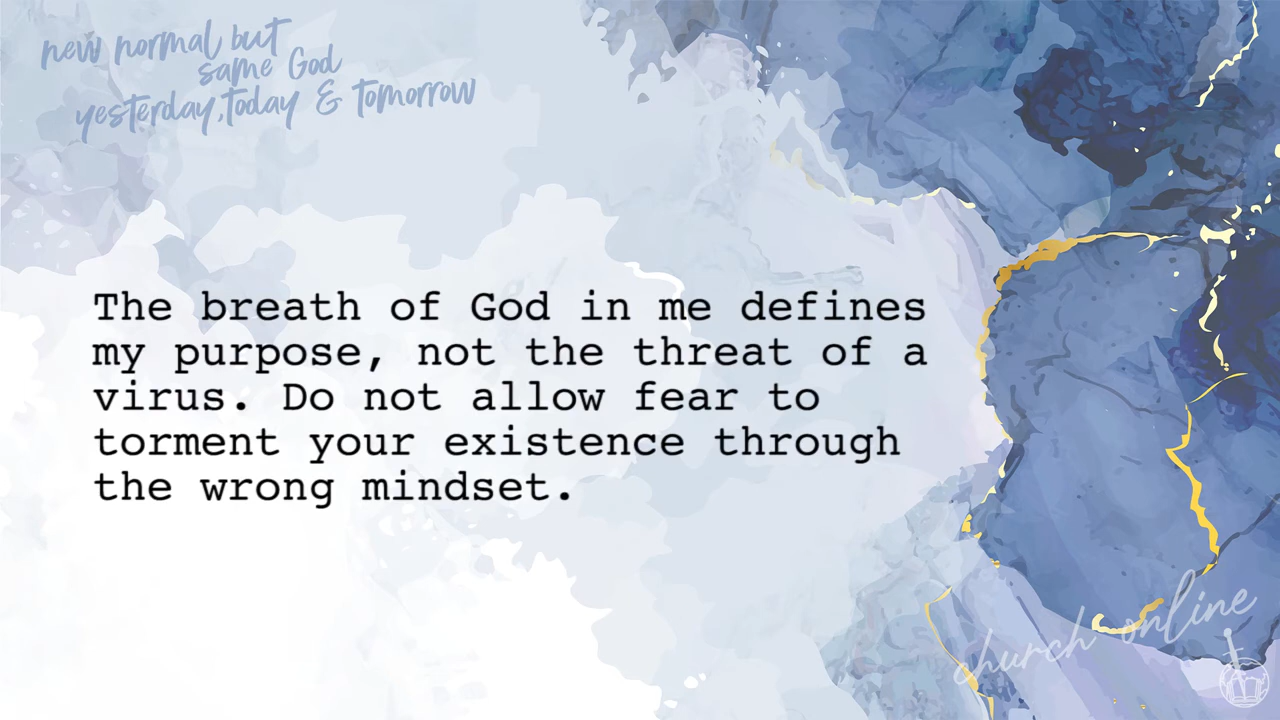 new normal but
same God
yesterday, today & tomorrow
The breath of God in me defines
my purpose, not the threat of a
virus. Do not allow fear to
torment your existence through
the wrong mindset.
church online